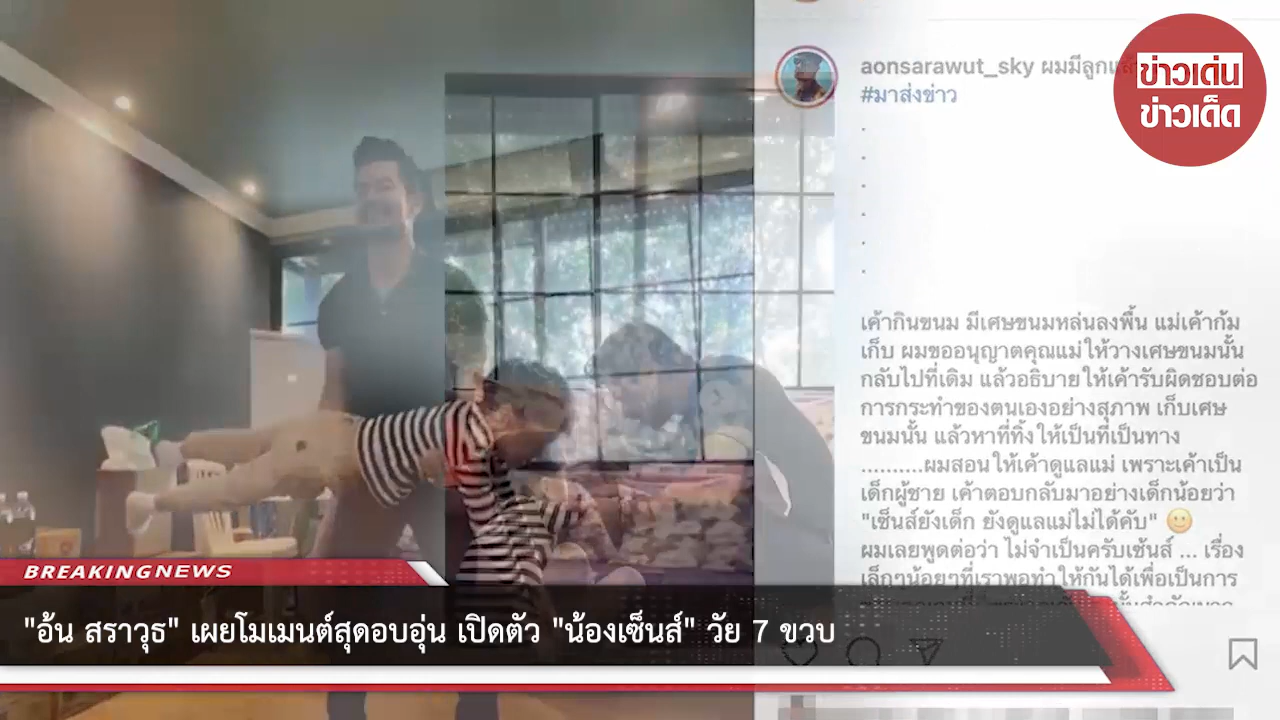 aonsarawut_sky ผมมีลูกแล้ว
#มาส่งข่าว
ข่าวเด่น
ข่าวเด็ด
เค้ากินขนม มีเศษขนมหล่นลงพื้น แม่เค้าก้ม
เก็บ ผมขออนุญาตคุณแม่ให้วางเศษขนมนั้น
กลับไปที่เดิม แล้วอธิบายให้เค้ารับผิดชอบต่อ
การกระทำของตนเองอย่างสุภาพ เก็บเศษ
ขนมนั้น แล้วหาที่ทิ้งให้เป็นที่เป็นทาง
..........ผมสอนให้เค้าดูแลแม่ เพราะเค้าเป็น
เด็กผู้ชาย เค้าตอบกลับมาอย่างเด็กน้อยว่า
"เซ็นส์ยังเด็ก ยังดูแลแม่ไม่ได้คับ" 🙂
ผมเลยพูดต่อว่า ไม่จำเป็นครับเซ้นส์ ... เรื่อง
เล็กๆน้อยๆที่เราพอทำให้กันได้เพื่อเป็นการ
BREAKING NEWS
"อ้น สราวุธ" เผยโมเมนต์สุดอบอุ่น เปิดตัว "น้องเซ็นส์" วัย 7 ขวบ